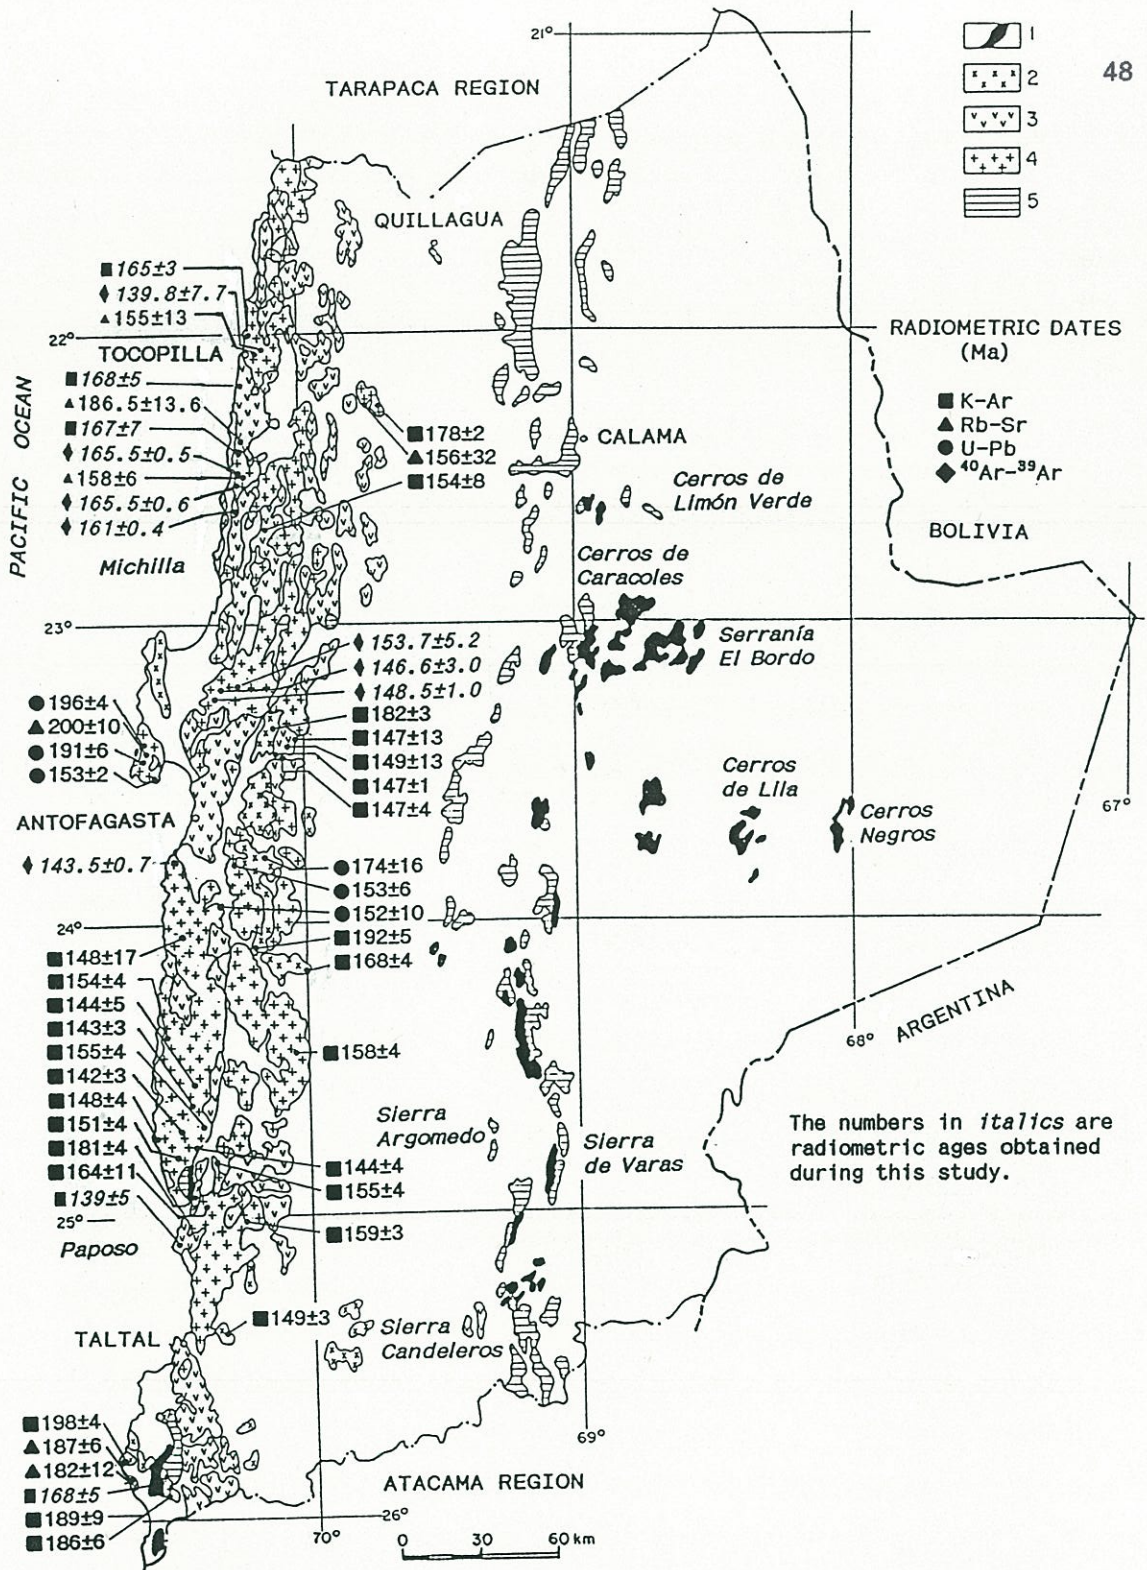 21°
1
48
2
TARAPACA REGION
3
4
5
QUILLAGUA
■ 165±3
♦ 139.8±7.7
▲ 155±13
22°
RADIOMETRIC DATES
(Ma)
TOCOPILLA
■ 168±5
▲ 186.5±13.6
■ 167±7
♦ 165.5±0.5
▲ 158±6
♦ 165.5±0.6
♦ 161±0.4
PACIFIC OCEAN
■ K-Ar
▲ Rb-Sr
● U-Pb
◆ ⁴⁰Ar-³⁹Ar
■ 178±2
▲ 156±32
■ 154±8
CALAMA
Cerros de
Limón Verde
BOLIVIA
Michilla
Cerros de
Caracoles
23°
♦ 153.7±5.2
♦ 146.6±3.0
♦ 148.5±1.0
Serranía
El Bordo
● 196±4
▲ 200±10
● 191±6
● 153±2
■ 182±3
■ 147±13
■ 149±13
■ 147±1
■ 147±4
Cerros
de Lila
Cerros
Negros
67°
ANTOFAGASTA
♦ 143.5±0.7
● 174±16
● 153±6
● 152±10
■ 192±5
■ 168±4
24°
■ 148±17
■ 154±4
■ 144±5
■ 143±3
■ 155±4
■ 142±3
■ 148±4
■ 151±4
■ 181±4
■ 164±11
■ 139±5
■ 158±4
68°
ARGENTINA
Sierra
Argomedo
Sierra
de Varas
The numbers in italics are
radiometric ages obtained
during this study.
■ 144±4
■ 155±4
25°
■ 159±3
Paposo
■ 149±3
TALTAL
Sierra
Candeleros
■ 198±4
▲ 187±6
▲ 182±12
■ 168±5
■ 189±9
■ 186±6
69°
ATACAMA REGION
26°
70°
0 30 60 km